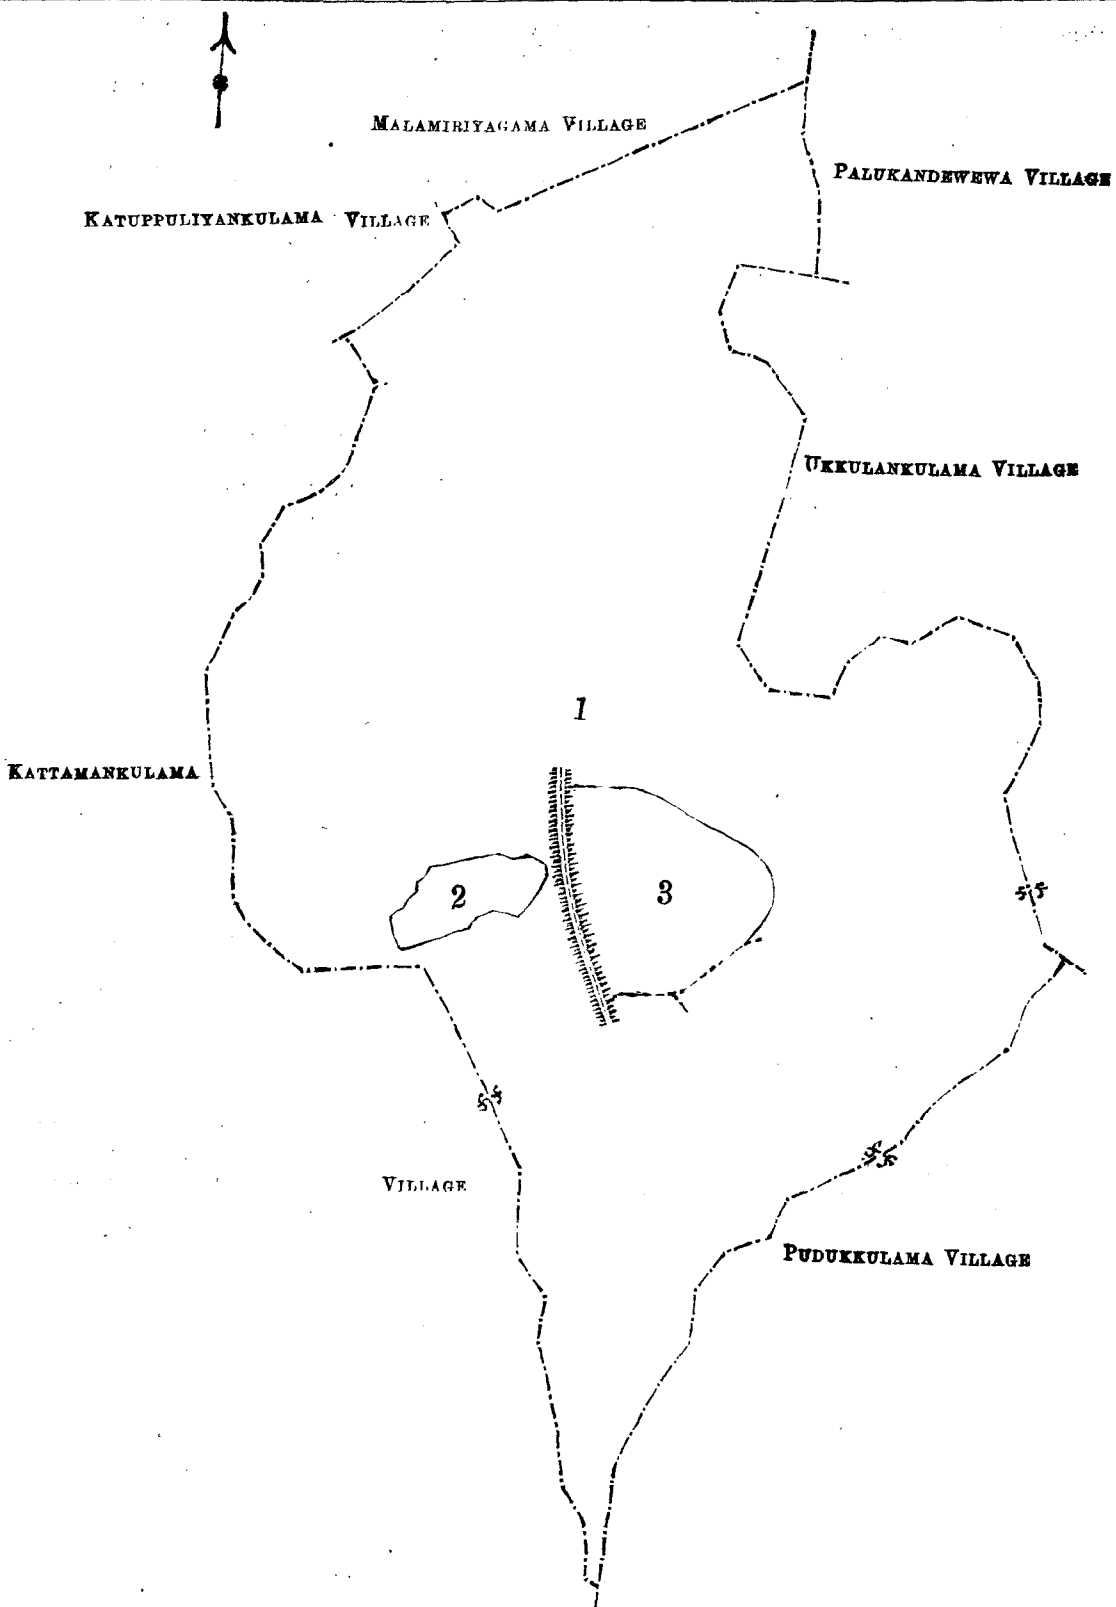 MALAMIRIYAGAMA VILLAGE
PALUKANDEWEWA VILLAGE
KATUPPULIYANKULAMA VILLAGE
UKKULANKULAMA VILLAGE
1
KATTAMANKULAMA
2
3
VILLAGE
PUDUKKULAMA VILLAGE